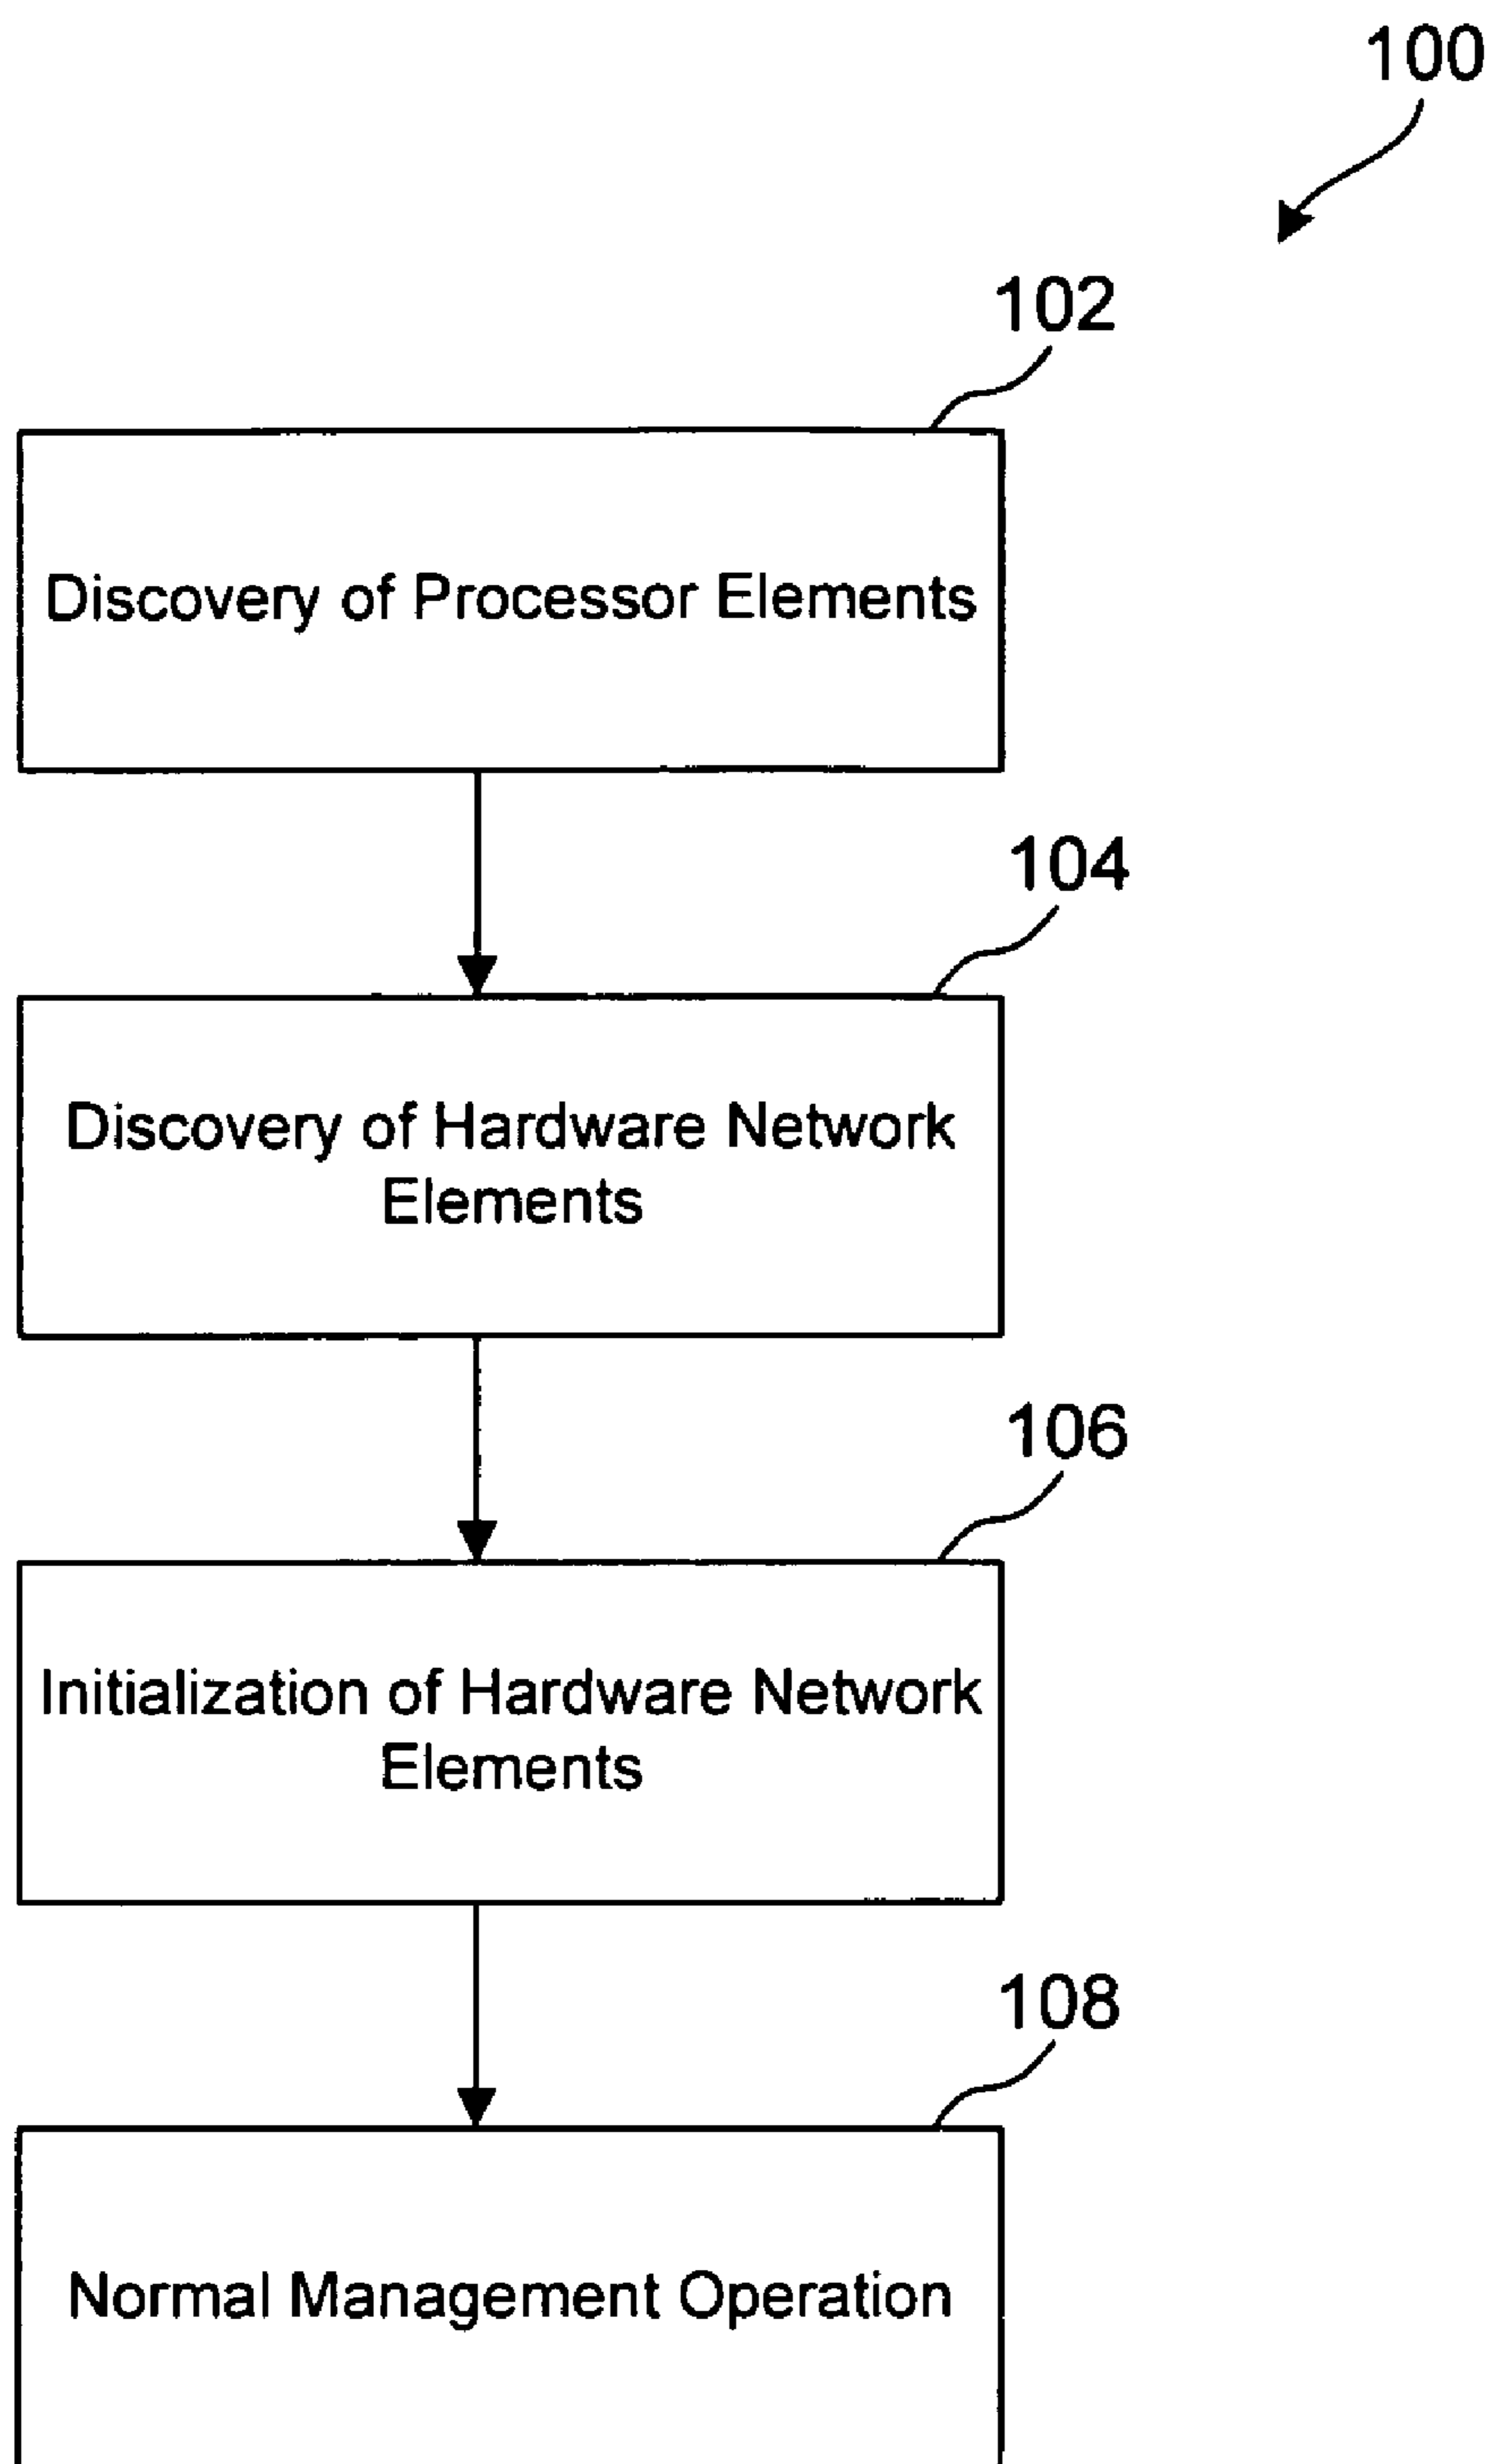 100
102
Discovery of Processor Elements
104
Discovery of Hardware Network
Elements
106
Initialization of Hardware Network
Elements
108
Normal Management Operation